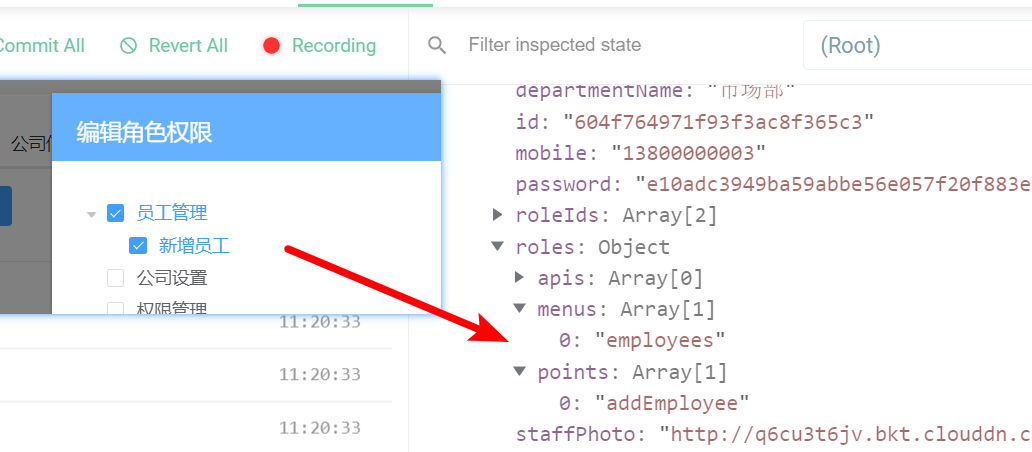 Commit All
Revert All
Recording
Filter inspected state
(Root)
公司
编辑角色权限
员工管理
新增员工
公司设置
权限管理
11:20:33
11:20:33
11:20:33
departmentName: "市场部"
id: "604f764971f93f3ac8f365c3"
mobile: "13800000003"
password: "e10adc3949ba59abbe56e057f20f883e
roleIds: Array[2]
roles: Object
apis: Array[0]
menus: Array[1]
0: "employees"
points: Array[1]
0: "addEmployee"
staffPhoto: "http://q6cu3t6jv.bkt.clouddn.c